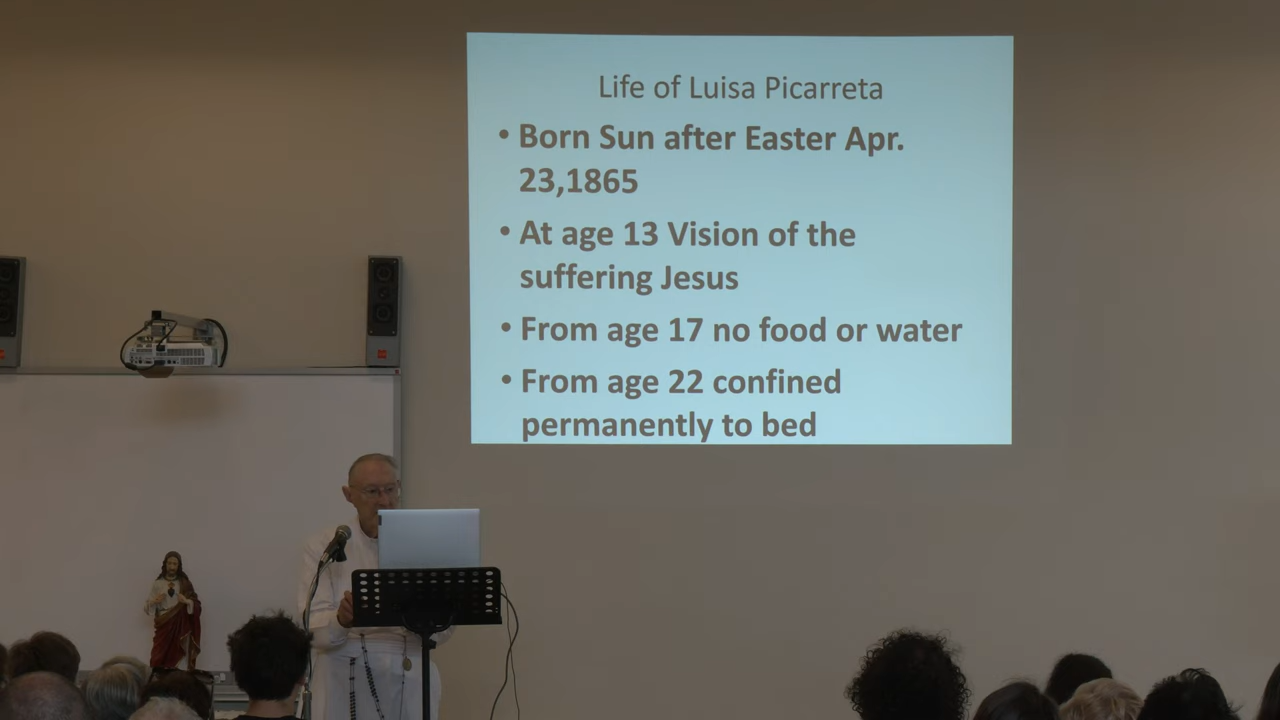 Life of Luisa Picarreta
• Born Sun after Easter Apr.
23,1865
• At age 13 Vision of the
suffering Jesus
• From age 17 no food or water
• From age 22 confined
permanently to bed